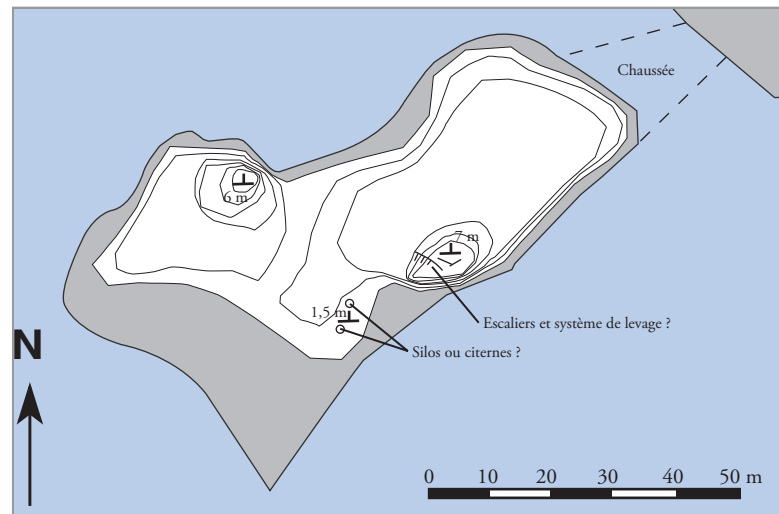 Chaussée
6 m
7 m
1,5 m
Escaliers et système de levage ?
Silos ou citernes ?
N
0 10 20 30 40 50 m